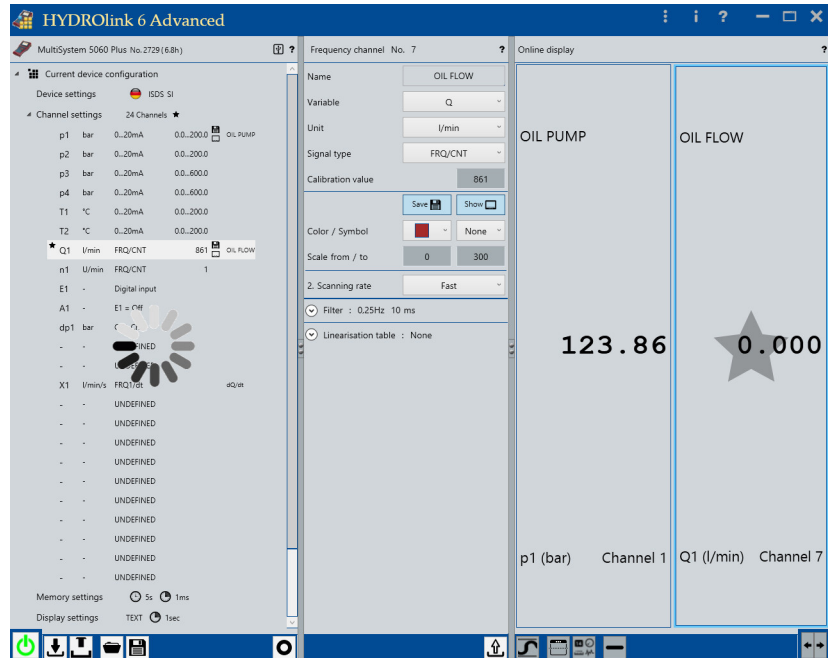 HYDROlink 6 Advanced
MultiSystem 5060 Plus No.2729 (6.8h) ?
Current device configuration
Device settings ISDS SI
Channel settings 24 Channels
p1 bar 0...20mA 0.0...200.0 OIL PUMP
p2 bar 0...20mA 0.0...200.0
p3 bar 0...20mA 0.0...600.0
p4 bar 0...20mA 0.0...600.0
T1 °C 0...20mA 0.0...200.0
T2 °C 0...20mA 0.0...200.0
Q1 l/min FRQ/CNT 861 OIL FLOW
n1 U/min FRQ/CNT 1
E1 - Digital input
A1 - E1 = Off
dp1 bar
- -
- -
X1 l/min/s FRQ1/dt dQ/dt
- - UNDEFINED
- - UNDEFINED
- - UNDEFINED
- - UNDEFINED
- - UNDEFINED
- - UNDEFINED
- - UNDEFINED
- - UNDEFINED
- - UNDEFINED
- - UNDEFINED
Memory settings 5s 1ms
Display settings TEXT 1sec
Frequency channel No. 7 ?
Name OIL FLOW
Variable Q
Unit l/min
Signal type FRQ/CNT
Calibration value 861
Save Show
Color / Symbol None
Scale from / to 0 300
2. Scanning rate Fast
Filter : 0,25Hz 10 ms
Linearisation table : None
Online display ?
OIL PUMP
123.86
p1 (bar) Channel 1
OIL FLOW
0.000
Q1 (l/min) Channel 7